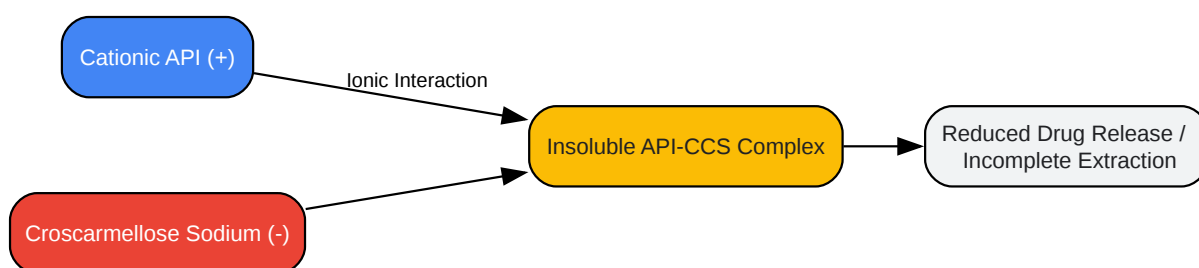 Cationic API (+)
Ionic Interaction
Insoluble API-CCS Complex
Reduced Drug Release /
Incomplete Extraction
Croscarmellose Sodium (-)